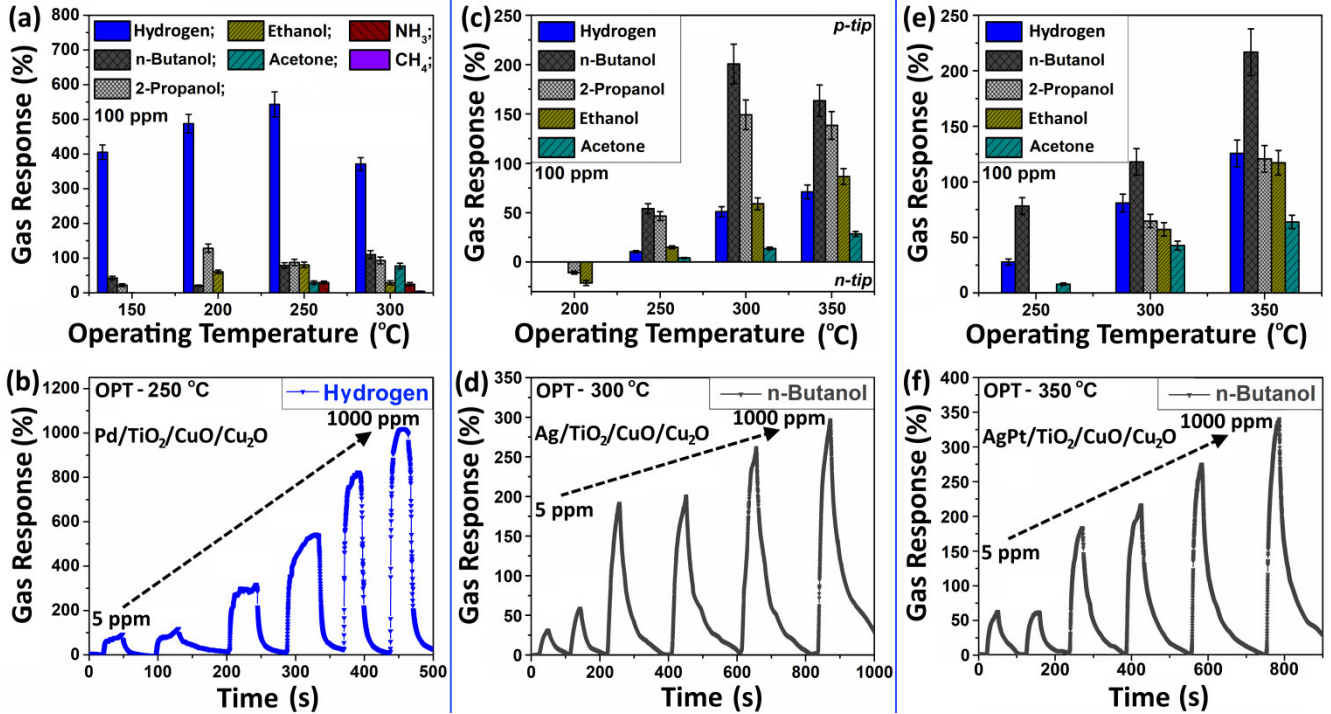 (a)
800
700
600
500
400
300
200
100
0
Gas Response (%)
Hydrogen; Ethanol; NH₃;
n-Butanol; Acetone; CH₄;
2-Propanol;
100 ppm
150 200 250 300
Operating Temperature (°C)
(c)
250
200
150
100
50
0
Gas Response (%)
p-tip
Hydrogen
n-Butanol
2-Propanol
Ethanol
Acetone
100 ppm
n-tip
200 250 300 350
Operating Temperature (°C)
(e)
250
200
150
100
50
0
Gas Response (%)
Hydrogen
n-Butanol
2-Propanol
Ethanol
Acetone
100 ppm
250 300 350
Operating Temperature (°C)
(b)
1200
1000
800
600
400
200
0
Gas Response (%)
OPT - 250 °C
Hydrogen
1000 ppm
Pd/TiO₂/CuO/Cu₂O
5 ppm
0 100 200 300 400 500
Time (s)
(d)
350
300
250
200
150
100
50
0
Gas Response (%)
OPT - 300 °C
n-Butanol
1000 ppm
Ag/TiO₂/CuO/Cu₂O
5 ppm
0 200 400 600 800 1000
Time (s)
(f)
400
350
300
250
200
150
100
50
0
Gas Response (%)
OPT - 350 °C
n-Butanol
1000 ppm
AgPt/TiO₂/CuO/Cu₂O
5 ppm
0 200 400 600 800
Time (s)